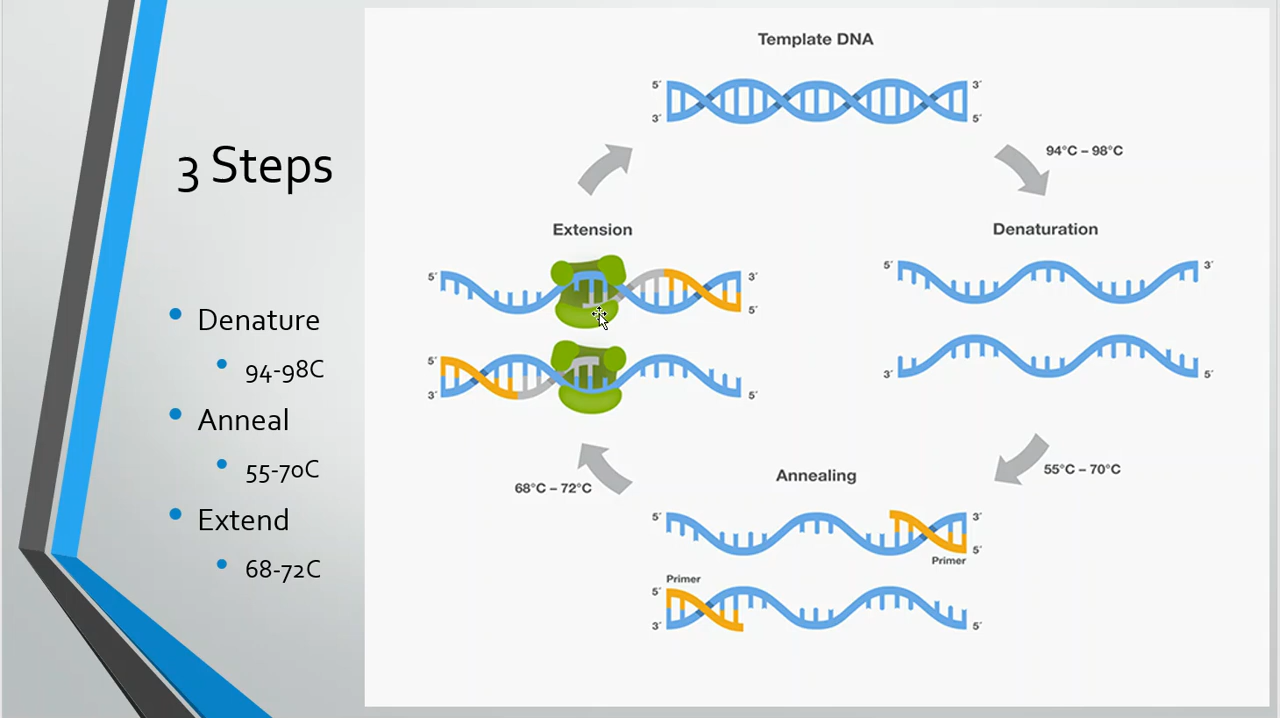 3 Steps
• Denature
• 94-98C
• Anneal
• 55-70C
• Extend
• 68-72C
Template DNA
5´ 3´
3´ 5´
94°C – 98°C
Extension
Denaturation
5´ 3´
5´
5´
3´ 5´
5´ 3´
3´ 5´
68°C – 72°C
Annealing
55°C – 70°C
5´ 3´
5´
Primer
Primer
5´
3´ 5´